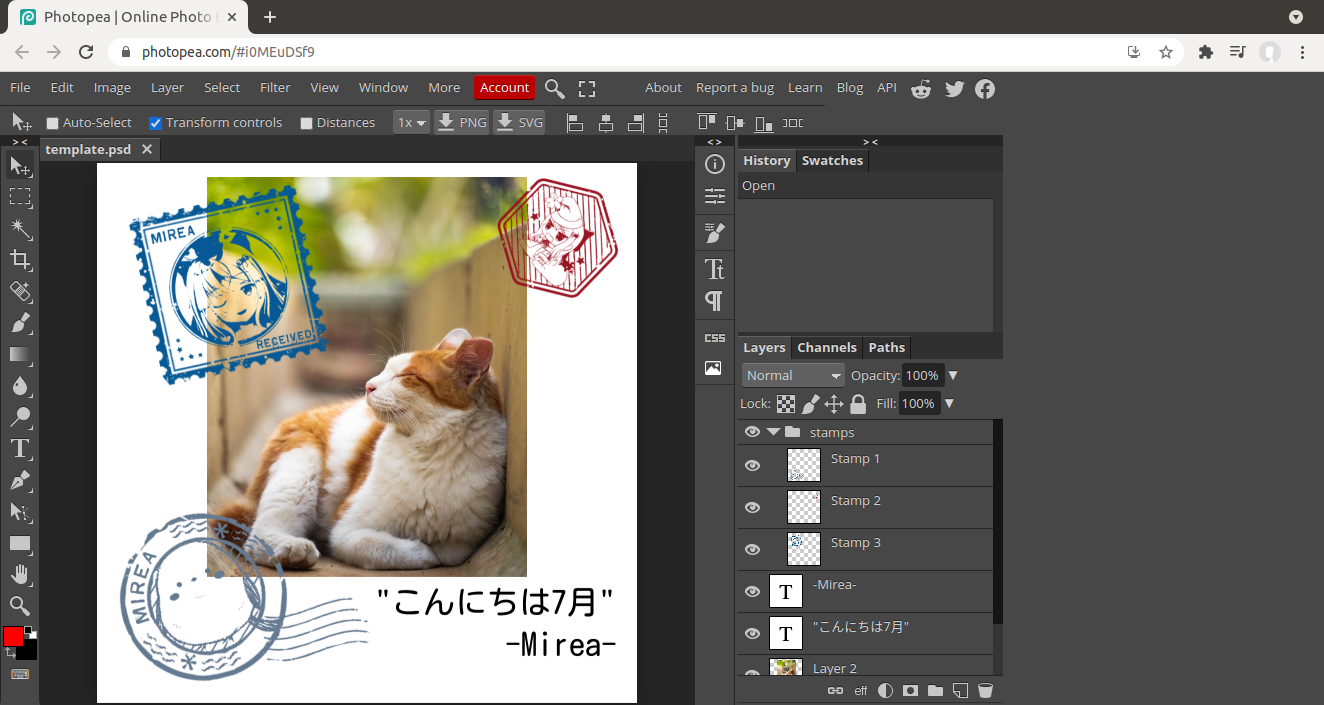 Photopea | Online Photo
photopea.com/#i0MEuDSf9
File Edit Image Layer Select Filter View Window More Account About Report a bug Learn Blog API
Auto-Select Transform controls Distances 1x PNG SVG
> < < > > <
template.psd
History Swatches
Open
MIREA
RECEIVED
MIREA
"こんにちは7月"
-Mirea-
CSS
Layers Channels Paths
Normal Opacity: 100%
Lock: Fill: 100%
stamps
Stamp 1
Stamp 2
Stamp 3
-Mirea-
"こんにちは7月"
Layer 2
eff